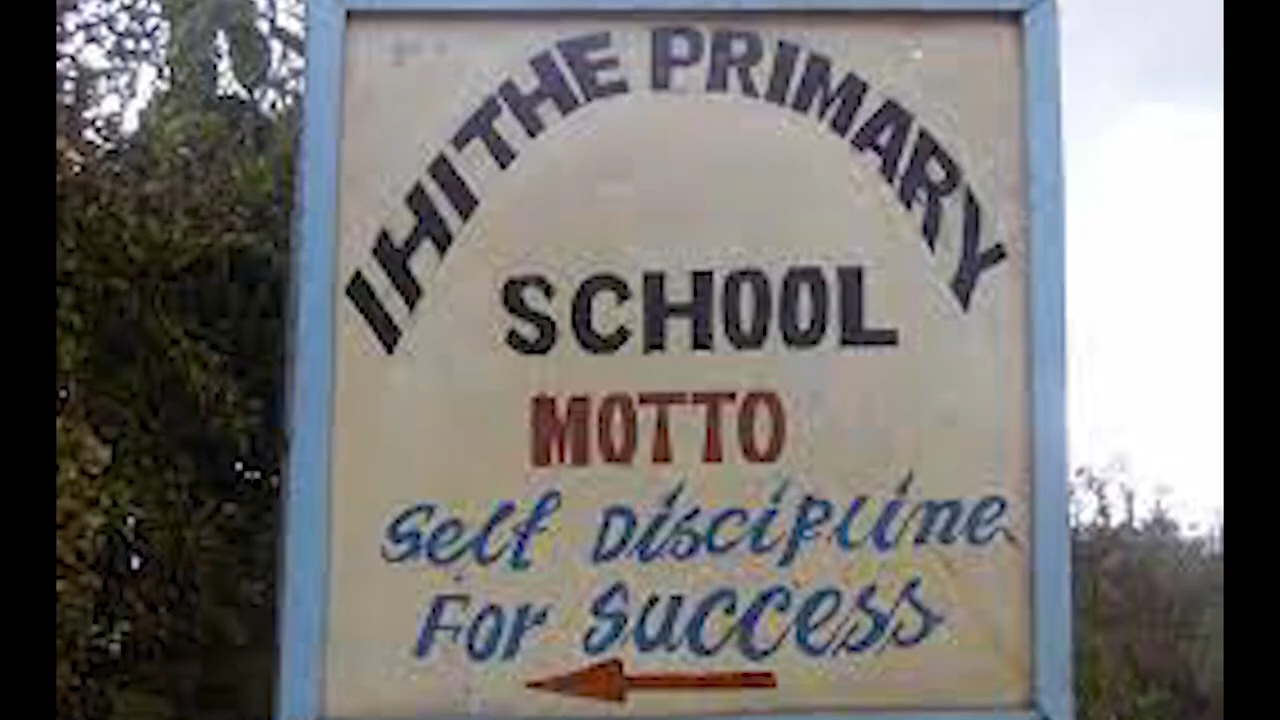 IHITHE PRIMARY
SCHOOL
MOTTO
Self Discipline
For Success